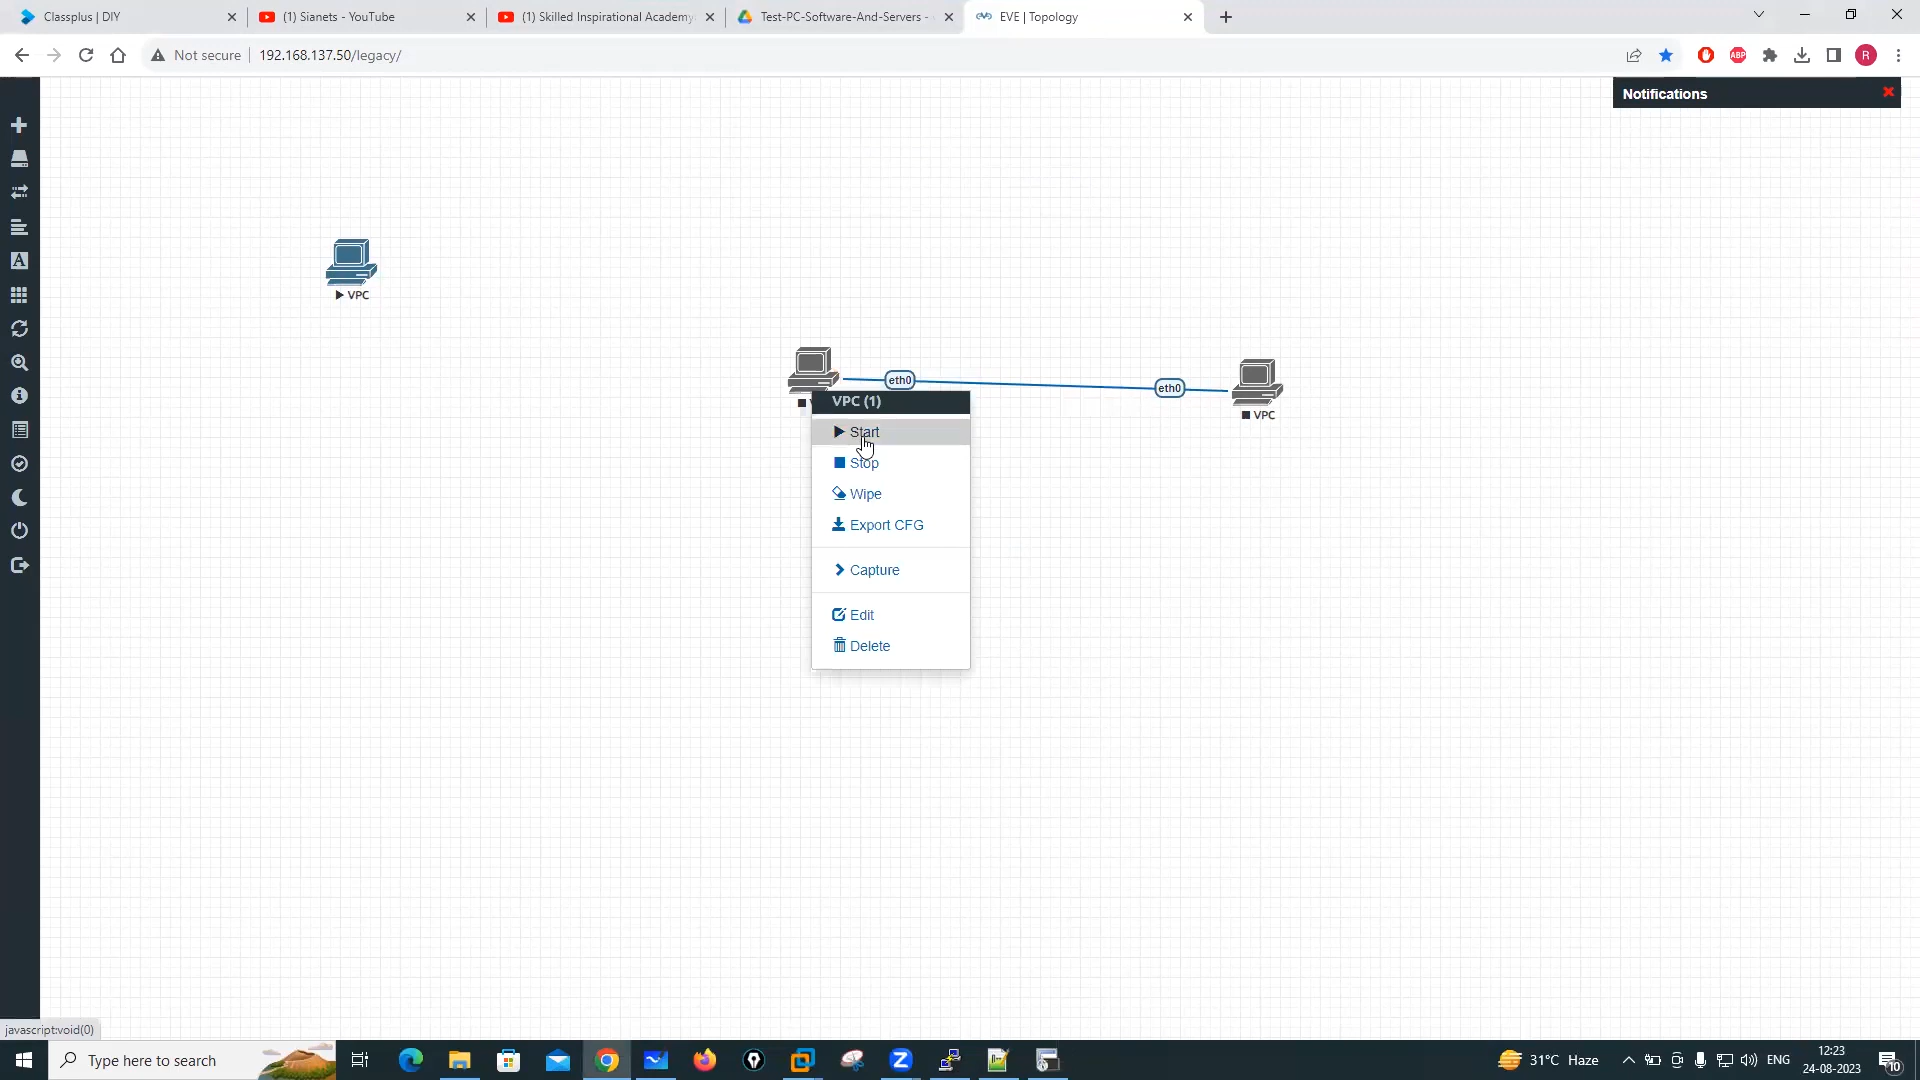 Classplus | DIY
(1) Sianets - YouTube
(1) Skilled Inspirational Academy
Test-PC-Software-And-Servers -
EVE | Topology
Not secure
192.168.137.50/legacy/
ABP
R
Notifications
A
VPC
eth0
eth0
VPC
VPC (1)
Start
Stop
Wipe
Export CFG
Capture
Edit
Delete
javascript:void(0)
Type here to search
31°C Haze
ENG
12:23
24-08-2023
10